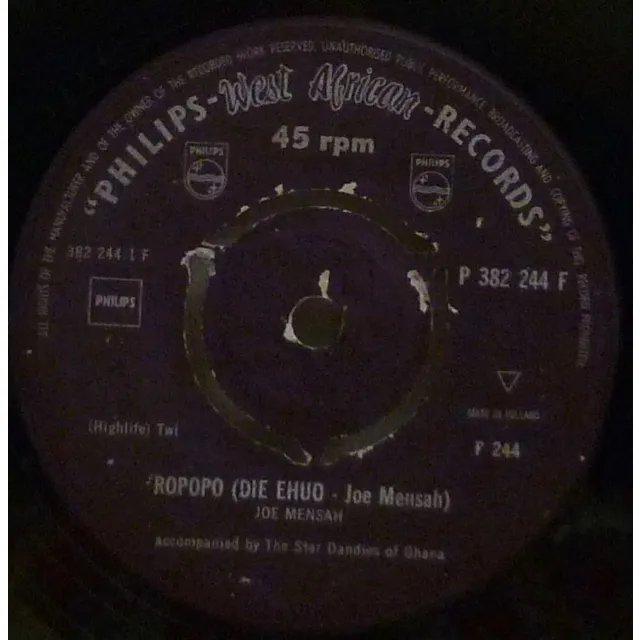 ALL RIGHTS OF THE MANUFACTURER AND OF THE OWNER OF THE RECORDED WORK RESERVED. UNAUTHORISED PUBLIC PERFORMANCE, BROADCASTING AND COPYING OF THIS RECORD PROHIBITED
"PHILIPS-West African-RECORDS"
45 rpm
PHILIPS
PHILIPS
382 244 1 F
P 382 244 F
PHILIPS
MADE IN HOLLAND
(Highlife) Twi
F 244
'ROPOPO (DIE EHUO - Joe Mensah)
JOE MENSAH
accompanied by The Star Dandies of Ghana